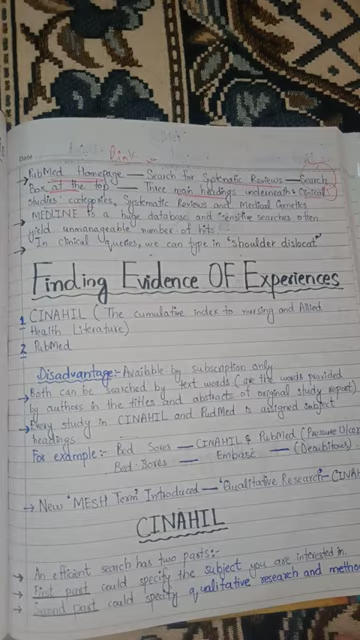 Date
Link
PubMed Homepage — Search for Systematic Reviews — Search
Box at the top — Three main headings underneath : Clinical
studies categories, Systematic Reviews and Medical Genetics
MEDLINE is a huge database and sensitive searches often
yield unmanageable number of hits
In clinical Queries, we can type in "shoulder dislocat"
Finding Evidence OF Experiences
1 CINAHIL ( The cumulative index to nursing and Allied
Health Literature)
2 PubMed
Disadvantage:- Avaible by subscription only
Both can be searched by text words (are the words provided
by authors in the titles and abstracts of original study report)
Every study in CINAHIL and PudMed is assigned subject
headings
For example:- Bed Sores — CINAHIL & PubMed (Pressure Ulcer
Bed Sores — Embase — (Decubitous)
→ New "MESH Term" Introduced — "Qualitative Research" — CINAH
CINAHIL
→ An efficient search has two parts:-
→ First part could specify the subject you are interested in.
→ Second part could specify qualitative research and metho